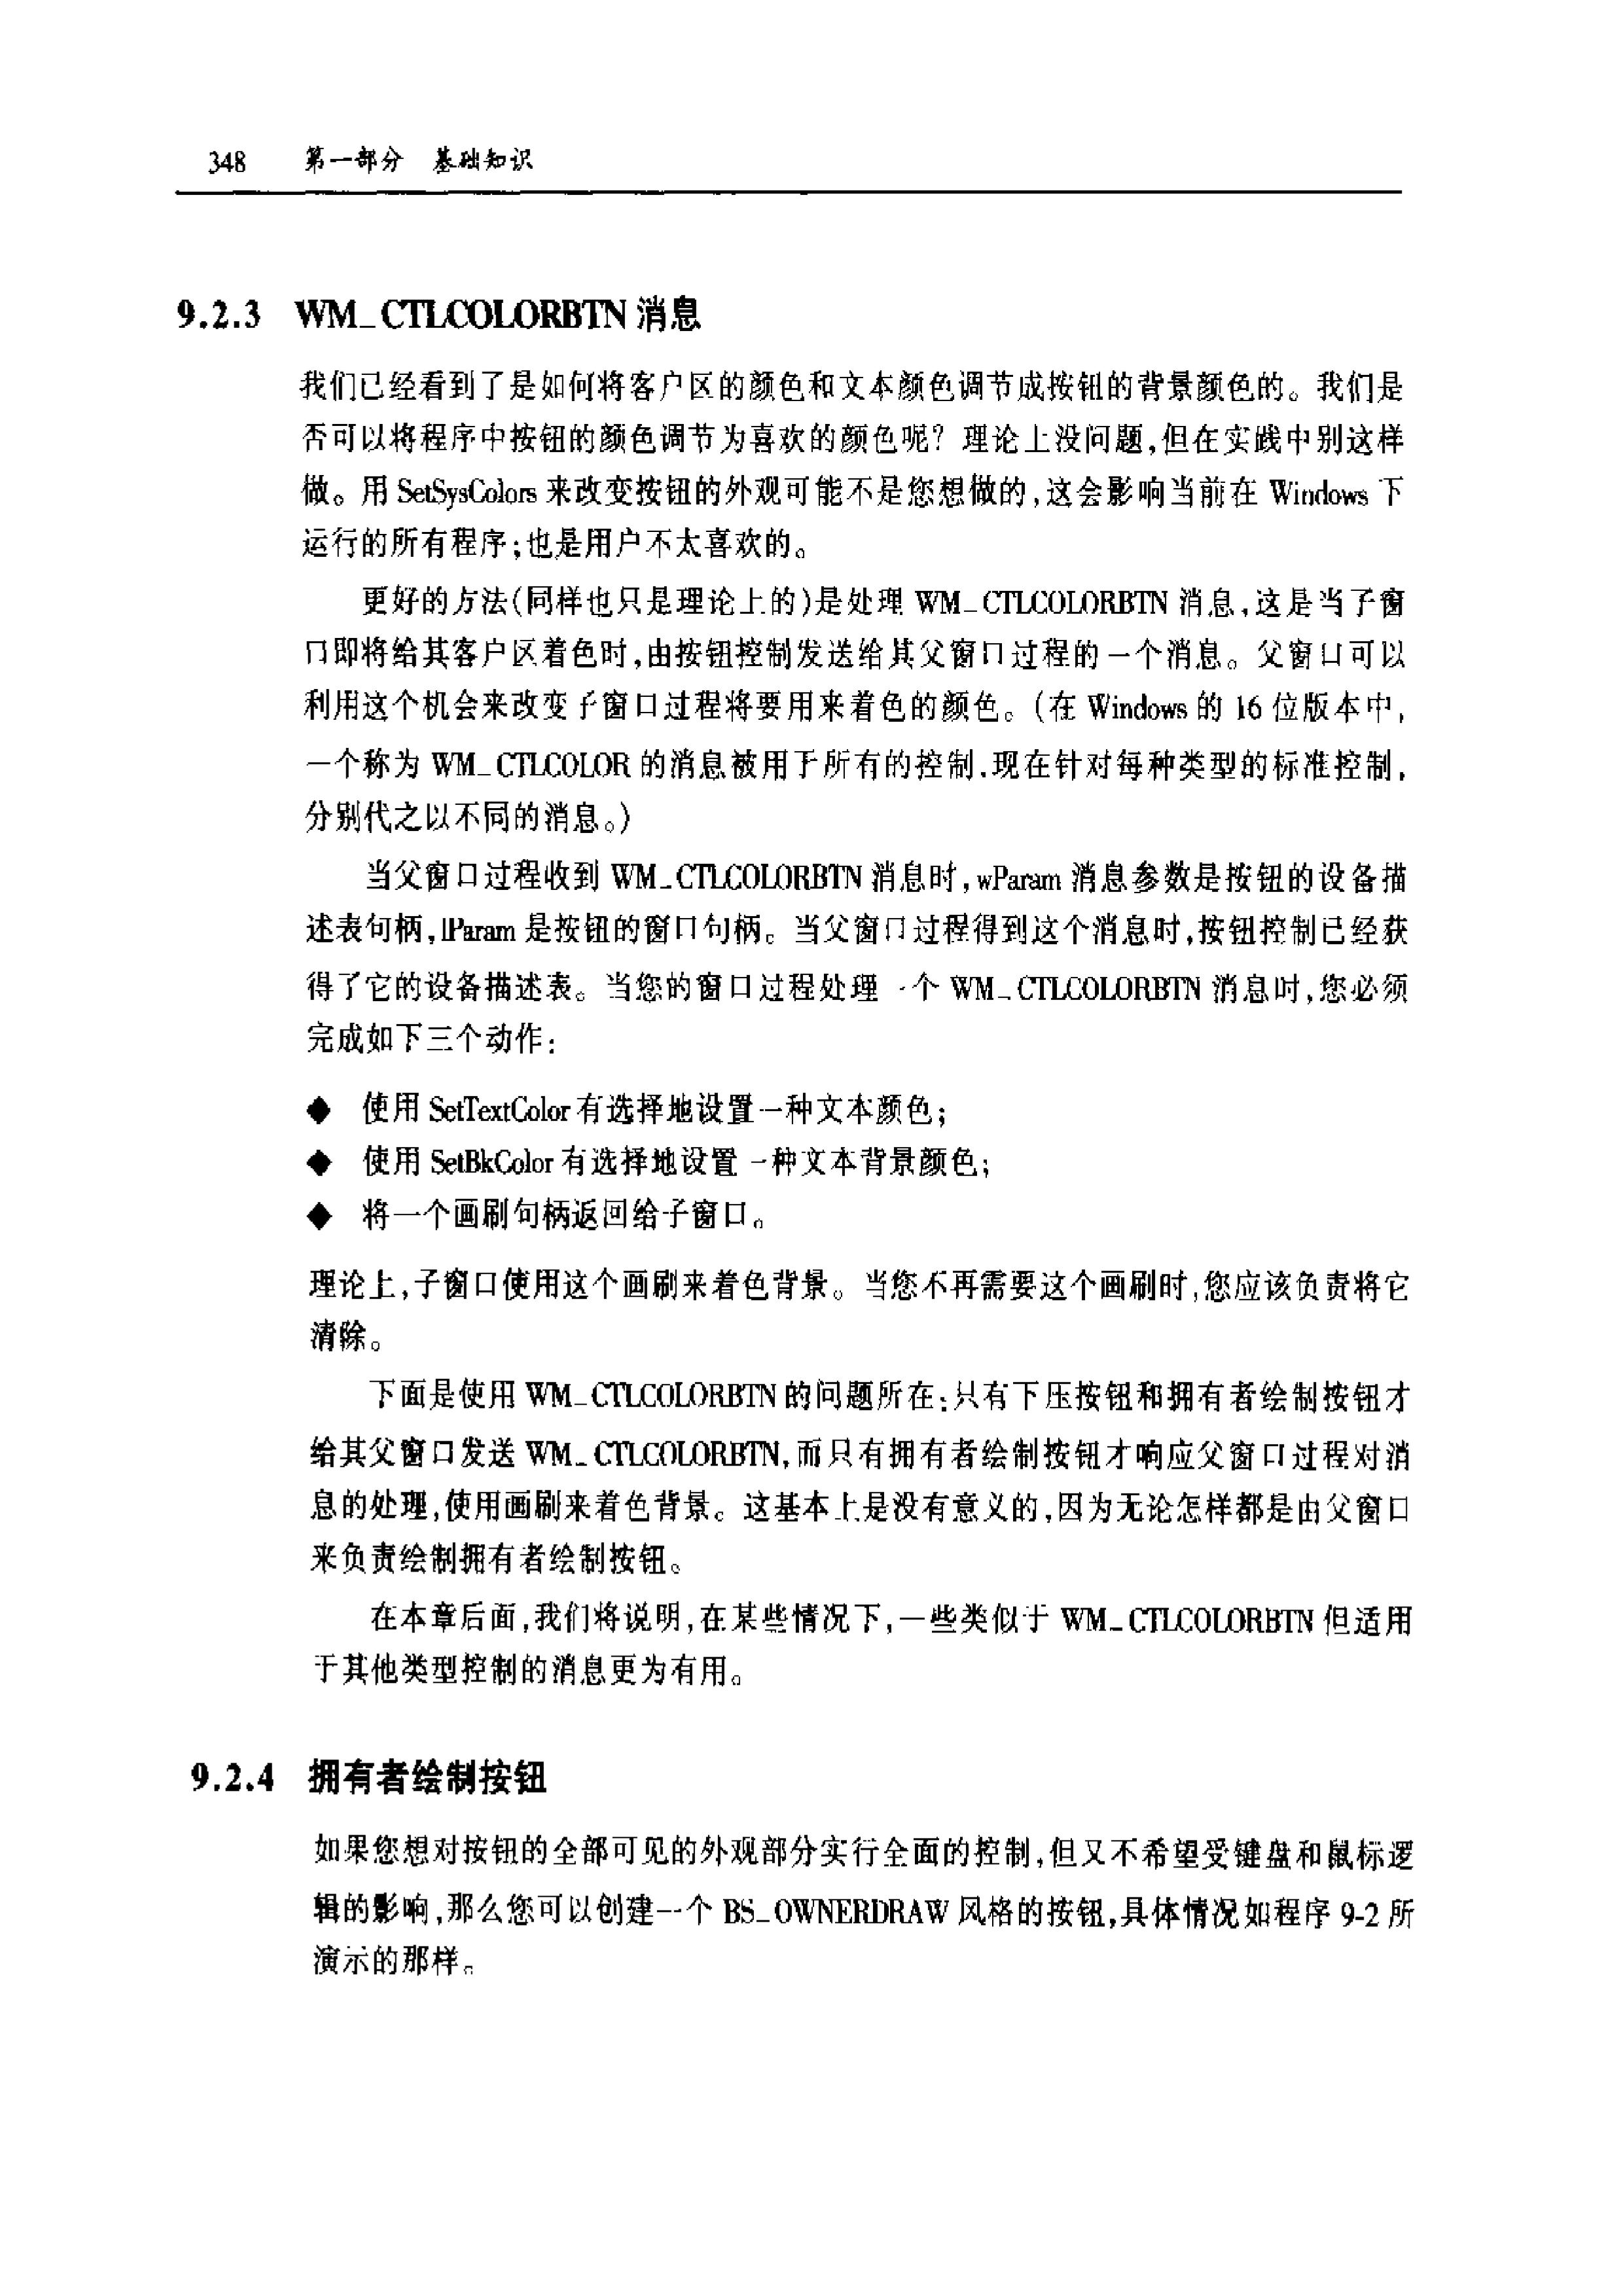 348 第一部分 基础知识
9.2.3 WM_CTLCOLORBTN 消息
我们已经看到了是如何将客户区的颜色和文本颜色调节成按钮的背景颜色的。我们是
否可以将程序中按钮的颜色调节为喜欢的颜色呢？理论上没问题,但在实践中别这样
做。用 SetSysColors 来改变按钮的外观可能不是您想做的,这会影响当前在 Windows 下
运行的所有程序;也是用户不太喜欢的。
更好的方法(同样也只是理论上的)是处理 WM_CTLCOLORBTN 消息,这是当子窗
口即将给其客户区着色时,由按钮控制发送给其父窗口过程的一个消息。父窗口可以
利用这个机会来改变子窗口过程将要用来着色的颜色。(在 Windows 的 16 位版本中,
一个称为 WM_CTLCOLOR 的消息被用于所有的控制.现在针对每种类型的标准控制,
分别代之以不同的消息。)
当父窗口过程收到 WM_CTLCOLORBTN 消息时,wParam 消息参数是按钮的设备描
述表句柄,lParam 是按钮的窗口句柄。当父窗口过程得到这个消息时,按钮控制已经获
得了它的设备描述表。当您的窗口过程处理一个 WM_CTLCOLORBTN 消息时,您必须
完成如下三个动作:
◆ 使用 SetTextColor 有选择地设置一种文本颜色;
◆ 使用 SetBkColor 有选择地设置一种文本背景颜色;
◆ 将一个画刷句柄返回给子窗口。
理论上,子窗口使用这个画刷来着色背景。当您不再需要这个画刷时,您应该负责将它
清除。
下面是使用 WM_CTLCOLORBTN 的问题所在:只有下压按钮和拥有者绘制按钮才
给其父窗口发送 WM_CTLCOLORBTN,而只有拥有者绘制按钮才响应父窗口过程对消
息的处理,使用画刷来着色背景。这基本上是没有意义的,因为无论怎样都是由父窗口
来负责绘制拥有者绘制按钮。
在本章后面,我们将说明,在某些情况下,一些类似于 WM_CTLCOLORBTN 但适用
于其他类型控制的消息更为有用。
9.2.4 拥有者绘制按钮
如果您想对按钮的全部可见的外观部分实行全面的控制,但又不希望受键盘和鼠标逻
辑的影响,那么您可以创建一个 BS_OWNERDRAW 风格的按钮,具体情况如程序 9-2 所
演示的那样。